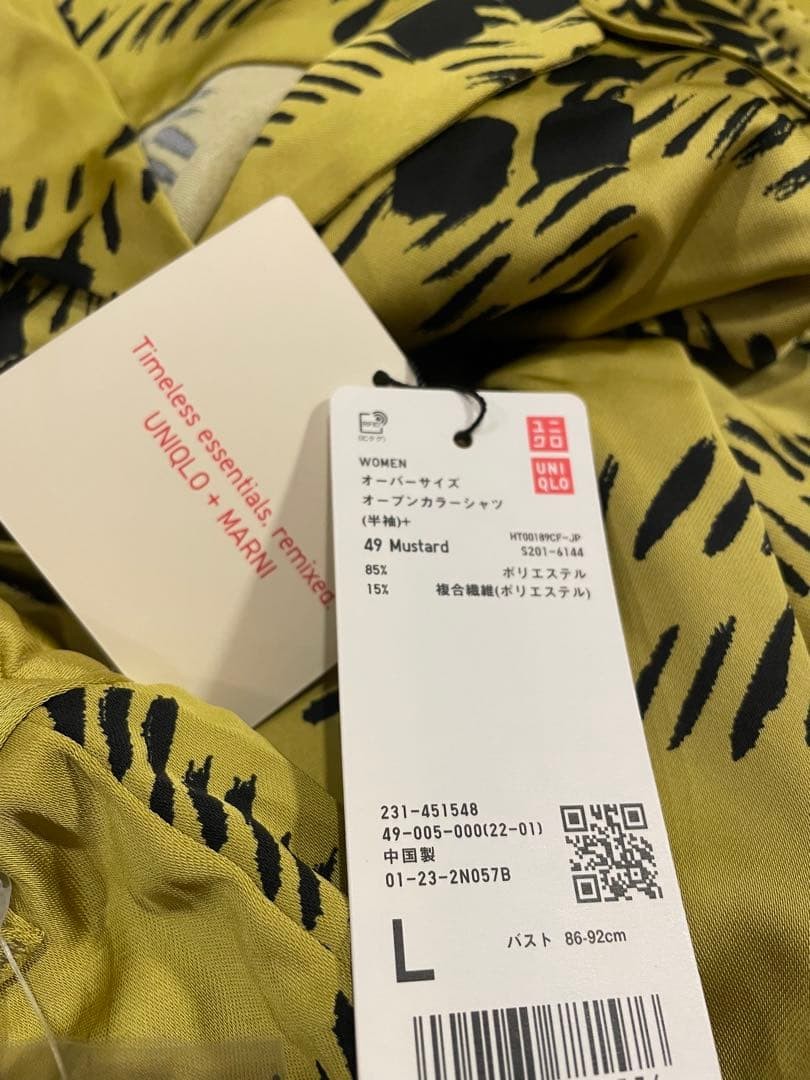 Timeless essentials, remixed.
UNIQLO + MARNI
RFID
(ICタグ)
ユニ
クロ
UNI
QLO
WOMEN
オーバーサイズ
オープンカラーシャツ
(半袖)+
49 Mustard
HT00189CF-JP
S201-6144
85% ポリエステル
15% 複合繊維(ポリエステル)
231-451548
49-005-000(22-01)
中国製
01-23-2N057B
L
バスト 86-92cm